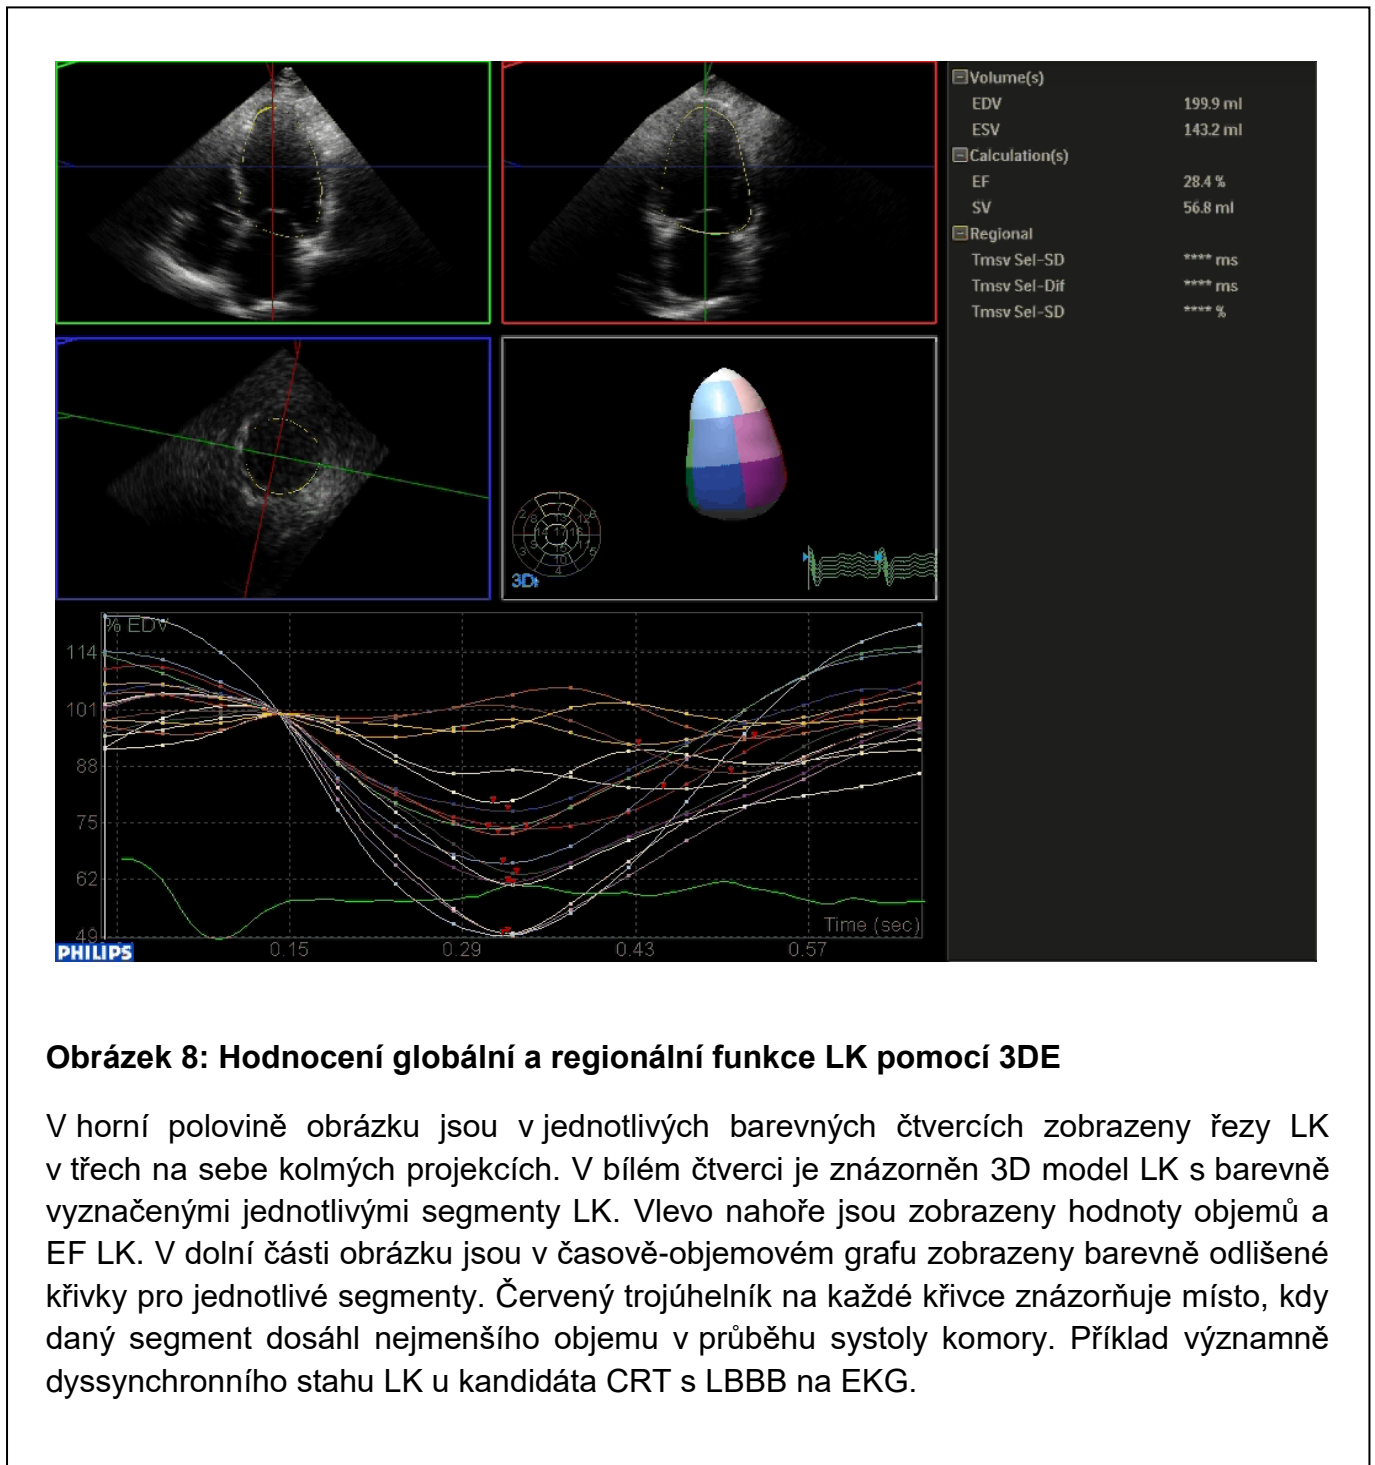 Volume(s)
EDV 199.9 ml
ESV 143.2 ml
Calculation(s)
EF 28.4 %
SV 56.8 ml
Regional
Tmsv Sel-SD **** ms
Tmsv Sel-Dif **** ms
Tmsv Sel-SD **** %
3D
% EDV
114
101
88
75
62
49
Time (sec)
0.15 0.29 0.43 0.57
PHILIPS
Obrázek 8: Hodnocení globální a regionální funkce LK pomocí 3DE
V horní polovině obrázku jsou v jednotlivých barevných čtvercích zobrazeny řezy LK
v třech na sebe kolmých projekcích. V bílém čtverci je znázorněn 3D model LK s barevně
vyznačenými jednotlivými segmenty LK. Vlevo nahoře jsou zobrazeny hodnoty objemů a
EF LK. V dolní části obrázku jsou v časově-objemovém grafu zobrazeny barevně odlišené
křivky pro jednotlivé segmenty. Červený trojúhelník na každé křivce znázorňuje místo, kdy
daný segment dosáhl nejmenšího objemu v průběhu systoly komory. Příklad významně
dyssynchronního stahu LK u kandidáta CRT s LBBB na EKG.